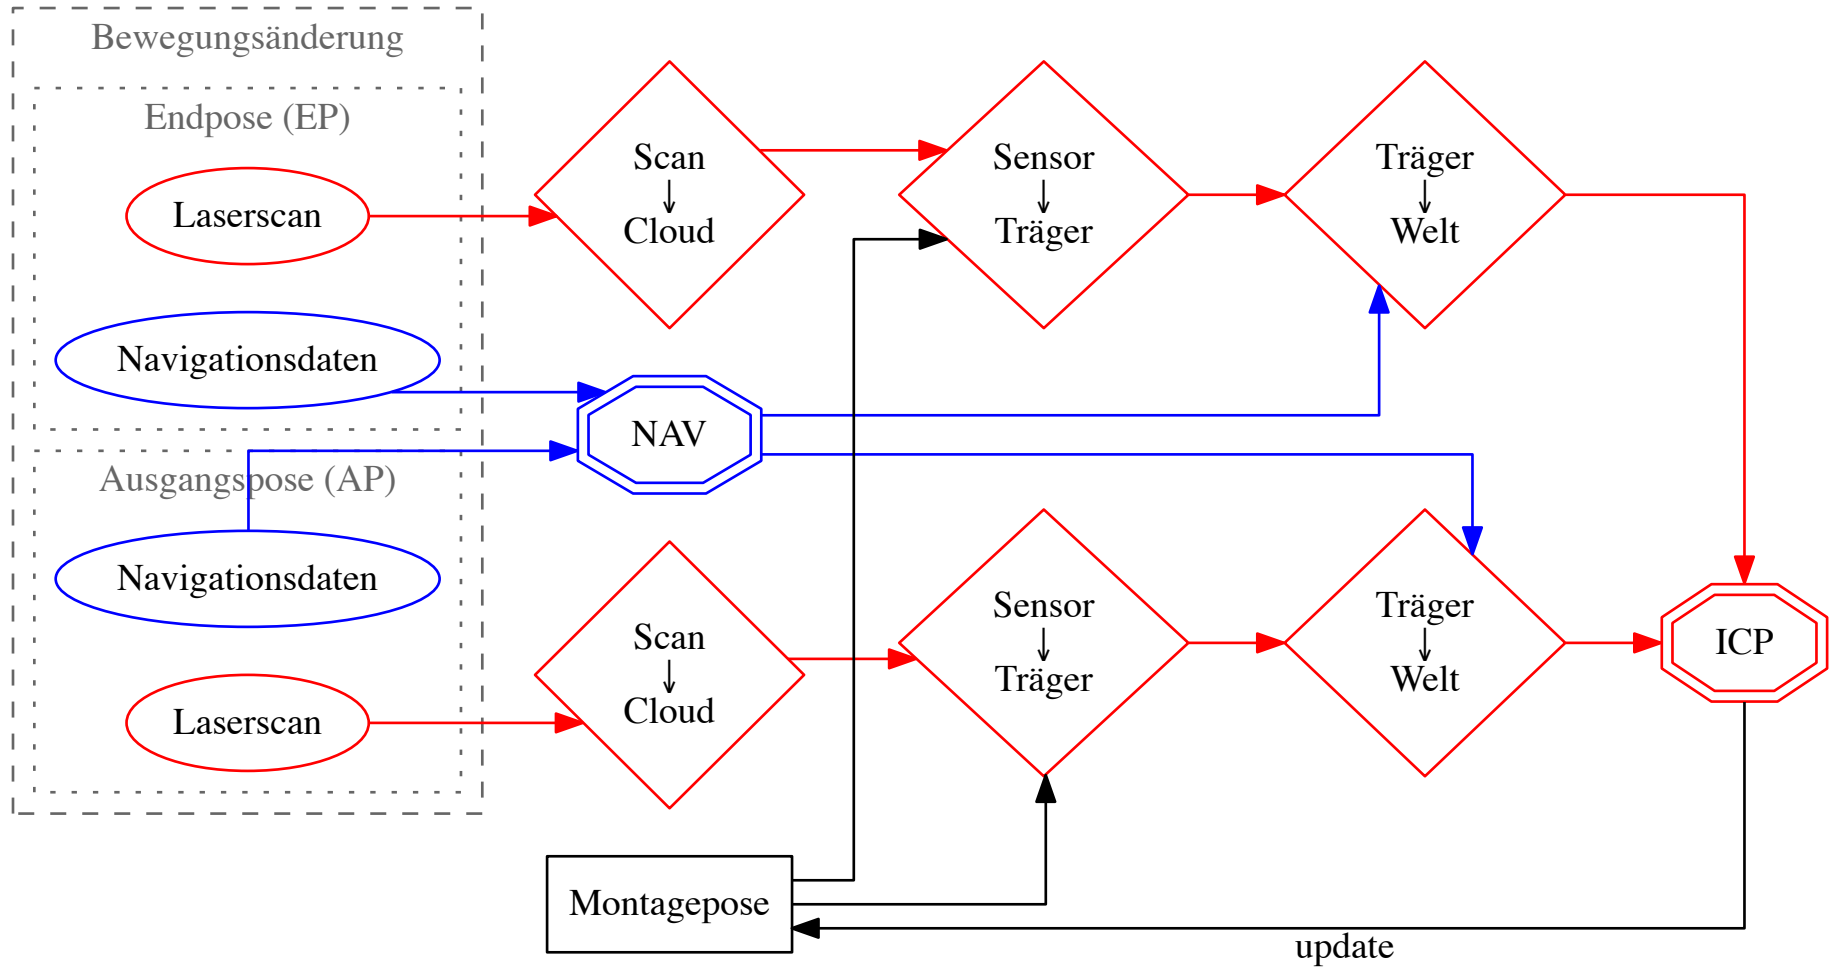 Bewegungsänderung
Endpose (EP)
Laserscan
Navigationsdaten
Ausgangspose (AP)
Navigationsdaten
Laserscan
Scan
↓
Cloud
Sensor
↓
Träger
Träger
↓
Welt
NAV
Scan
↓
Cloud
Sensor
↓
Träger
Träger
↓
Welt
ICP
Montagepose
update